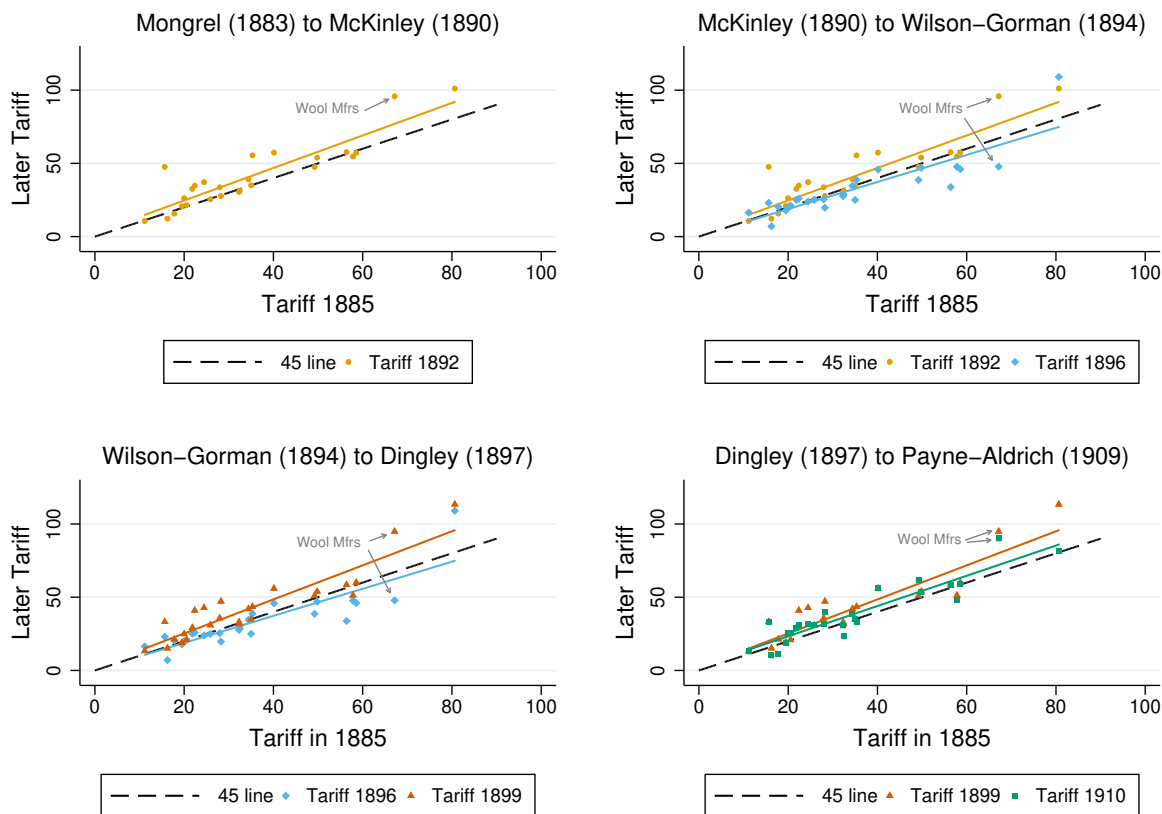 Mongrel (1883) to McKinley (1890)
Later Tariff
100
50
0
Wool Mfrs
0 20 40 60 80 100
Tariff 1885
45 line Tariff 1892
McKinley (1890) to Wilson−Gorman (1894)
Later Tariff
100
50
0
Wool Mfrs
0 20 40 60 80 100
Tariff 1885
45 line Tariff 1892 Tariff 1896
Wilson−Gorman (1894) to Dingley (1897)
Later Tariff
100
50
0
Wool Mfrs
0 20 40 60 80 100
Tariff in 1885
45 line Tariff 1896 Tariff 1899
Dingley (1897) to Payne−Aldrich (1909)
Later Tariff
100
50
0
Wool Mfrs
0 20 40 60 80 100
Tariff in 1885
45 line Tariff 1899 Tariff 1910